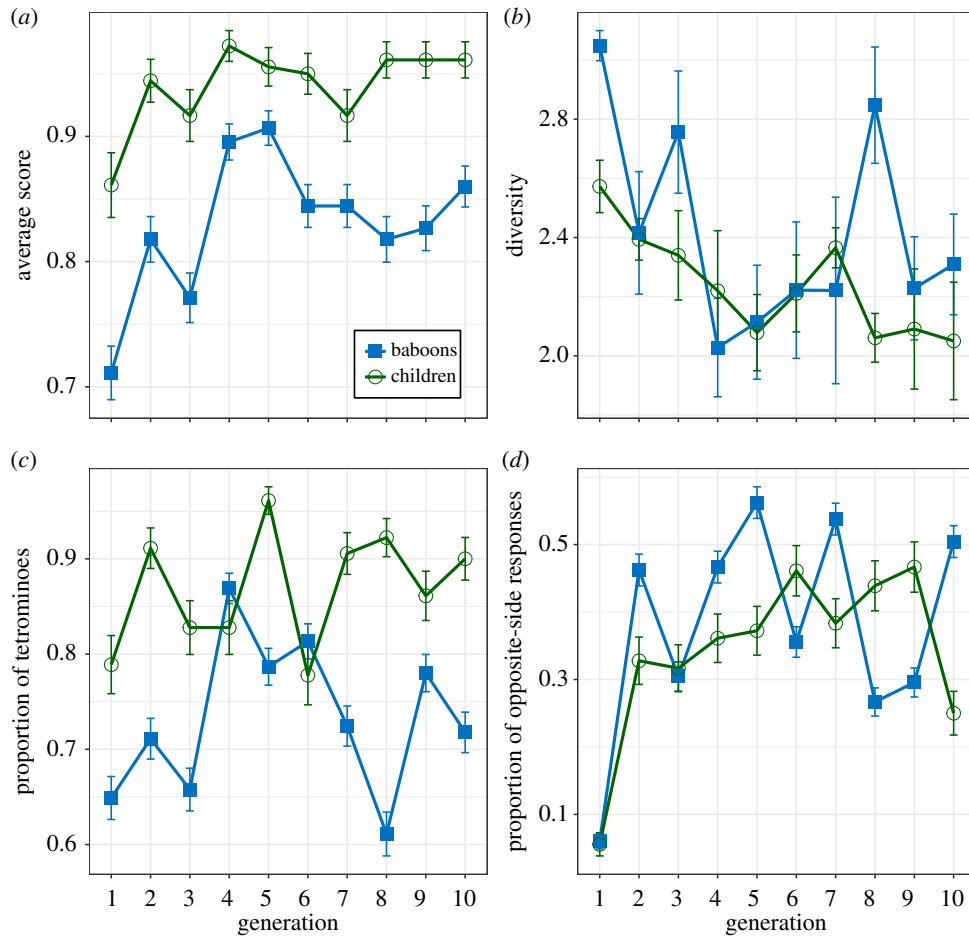 (a)
average score
0.9
0.8
0.7
baboons
children
(b)
diversity
2.8
2.4
2.0
(c)
proportion of tetrominoes
0.9
0.8
0.7
0.6
1 2 3 4 5 6 7 8 9 10
generation
(d)
proportion of opposite-side responses
0.5
0.3
0.1
1 2 3 4 5 6 7 8 9 10
generation